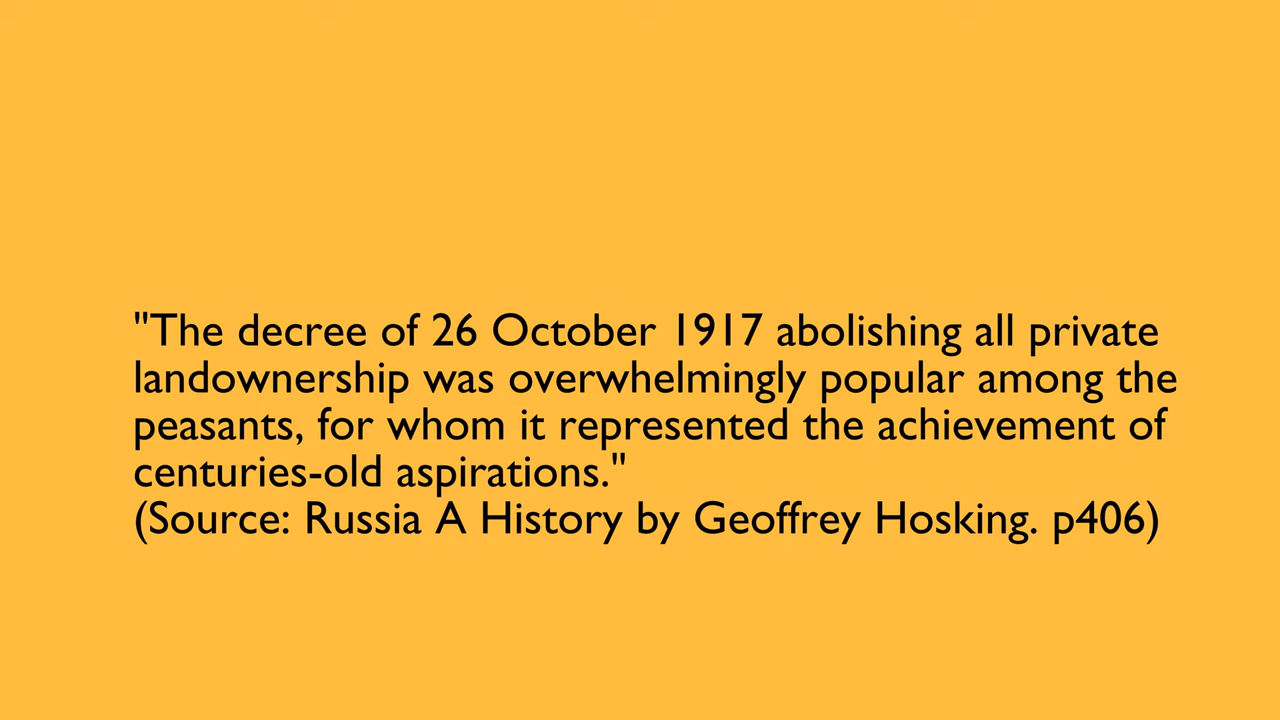 "The decree of 26 October 1917 abolishing all private
landownership was overwhelmingly popular among the
peasants, for whom it represented the achievement of
centuries-old aspirations."
(Source: Russia A History by Geoffrey Hosking. p406)